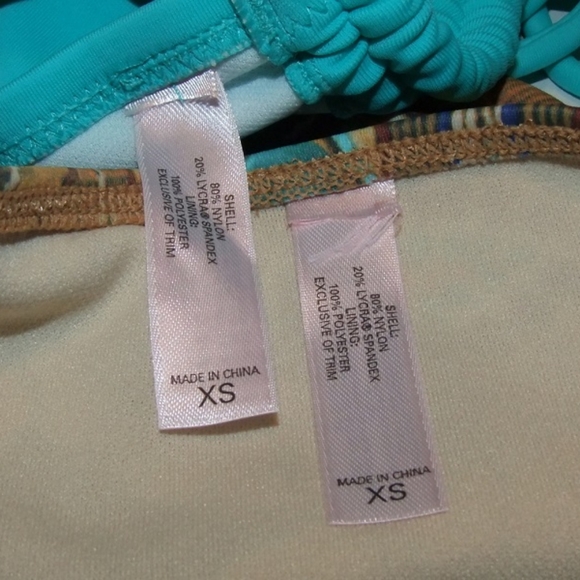 SHELL:
80% NYLON
20% LYCRA® SPANDEX
LINING:
100% POLYESTER
EXCLUSIVE OF TRIM
MADE IN CHINA
XS
SHELL:
80% NYLON
20% LYCRA® SPANDEX
LINING:
100% POLYESTER
EXCLUSIVE OF TRIM
MADE IN CHINA
XS